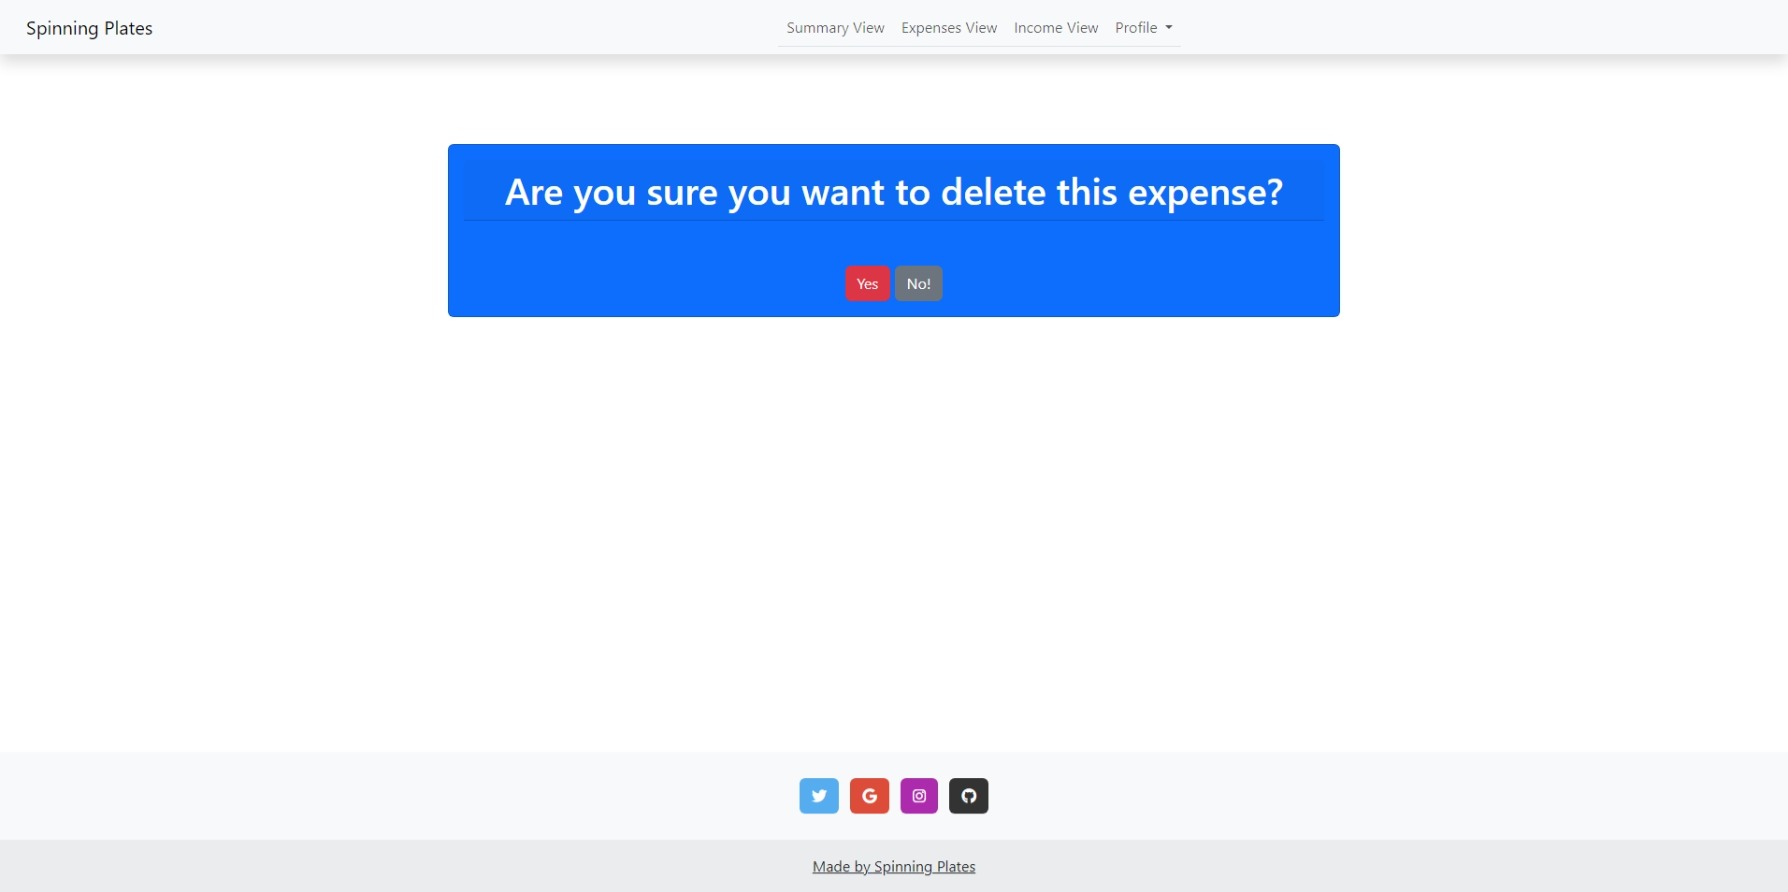 Spinning Plates
Summary View Expenses View Income View Profile
Are you sure you want to delete this expense?
Yes No!
Made by Spinning Plates